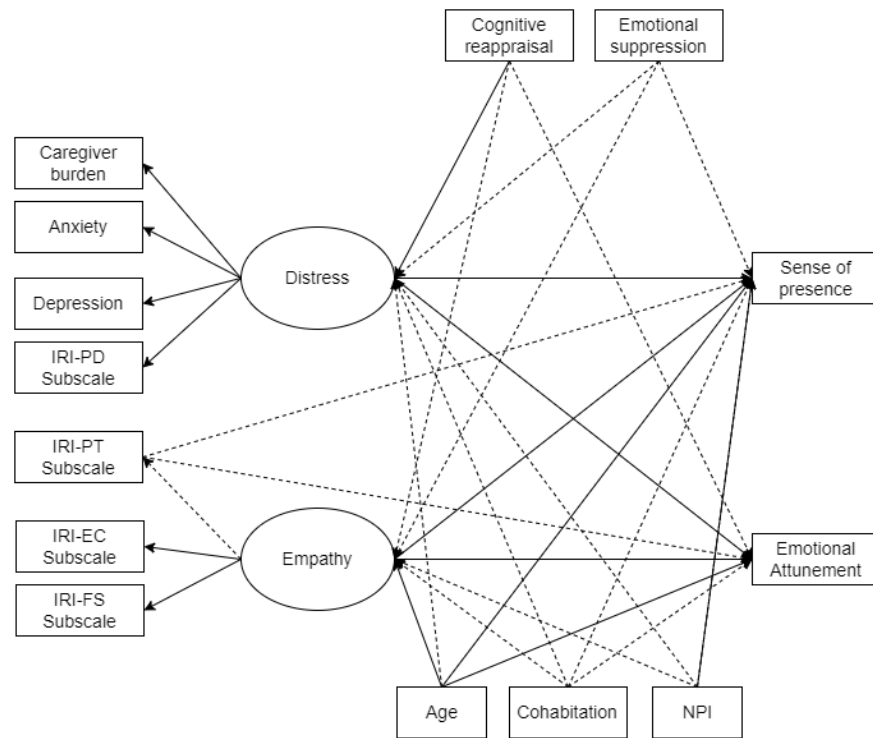 Cognitive
reappraisal
Emotional
suppression
Caregiver
burden
Anxiety
Depression
IRI-PD
Subscale
IRI-PT
Subscale
IRI-EC
Subscale
IRI-FS
Subscale
Distress
Empathy
Sense of
presence
Emotional
Attunement
Age
Cohabitation
NPI